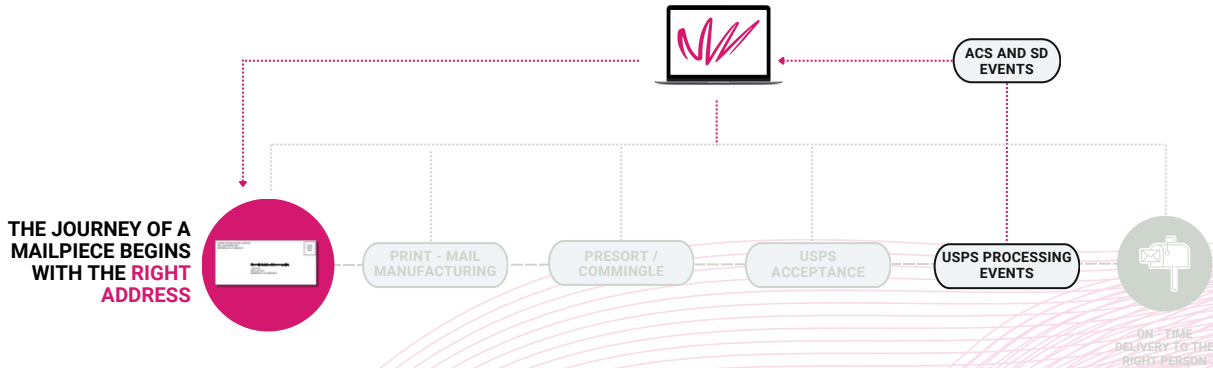 ACS AND SD
EVENTS
THE JOURNEY OF A
MAILPIECE BEGINS
WITH THE RIGHT
ADDRESS
PRINT - MAIL
MANUFACTURING
PRESORT /
COMMINGLE
USPS
ACCEPTANCE
USPS PROCESSING
EVENTS
ON - TIME
DELIVERY TO THE
RIGHT PERSON